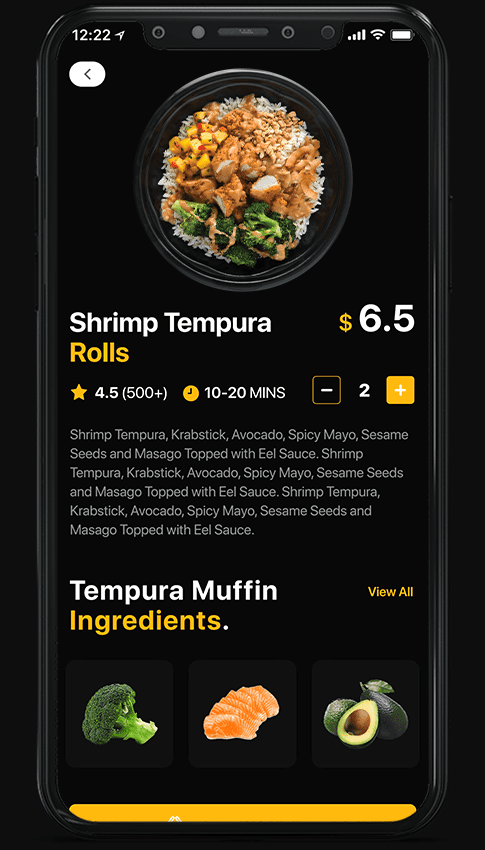 12:22
Shrimp Tempura
$ 6.5
Rolls
4.5 (500+) 10-20 MINS
− 2 +
Shrimp Tempura, Krabstick, Avocado, Spicy Mayo, Sesame
Seeds and Masago Topped with Eel Sauce. Shrimp
Tempura, Krabstick, Avocado, Spicy Mayo, Sesame Seeds
and Masago Topped with Eel Sauce. Shrimp Tempura,
Krabstick, Avocado, Spicy Mayo, Sesame Seeds and
Masago Topped with Eel Sauce.
Tempura Muffin
View All
Ingredients.